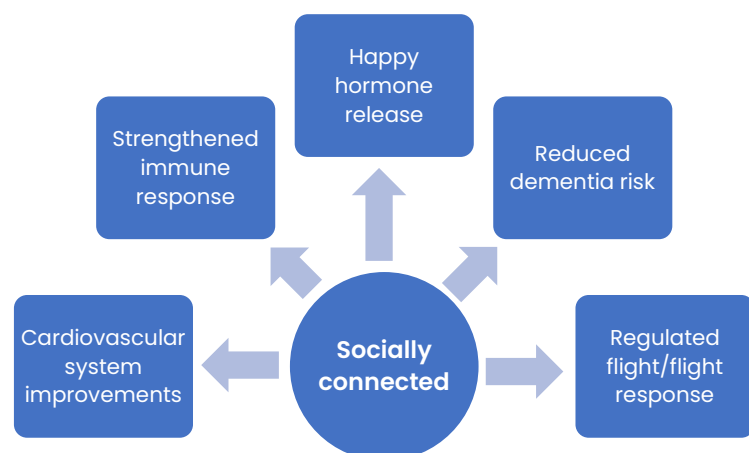 Happy
hormone
release
Strengthened
immune
response
Reduced
dementia risk
Cardiovascular
system
improvements
Socially
connected
Regulated
flight/flight
response